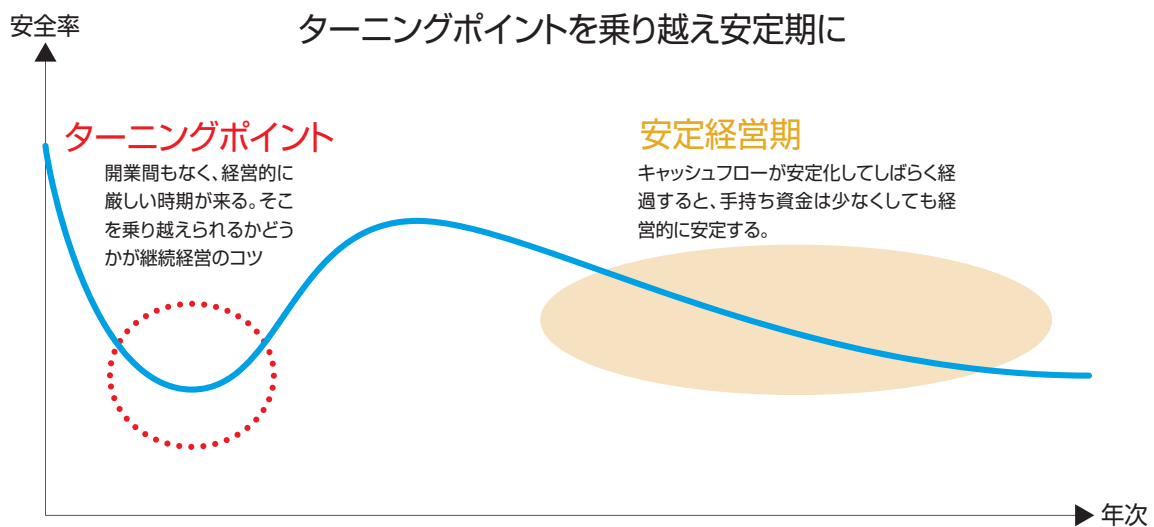 ターニングポイントを乗り越え安定期に
安全率
ターニングポイント
開業間もなく、経営的に
厳しい時期が来る。そこ
を乗り越えられるかどう
かが継続経営のコツ
安定経営期
キャッシュフローが安定化してしばらく経
過すると、手持ち資金は少なくしても経
営的に安定する。
年次